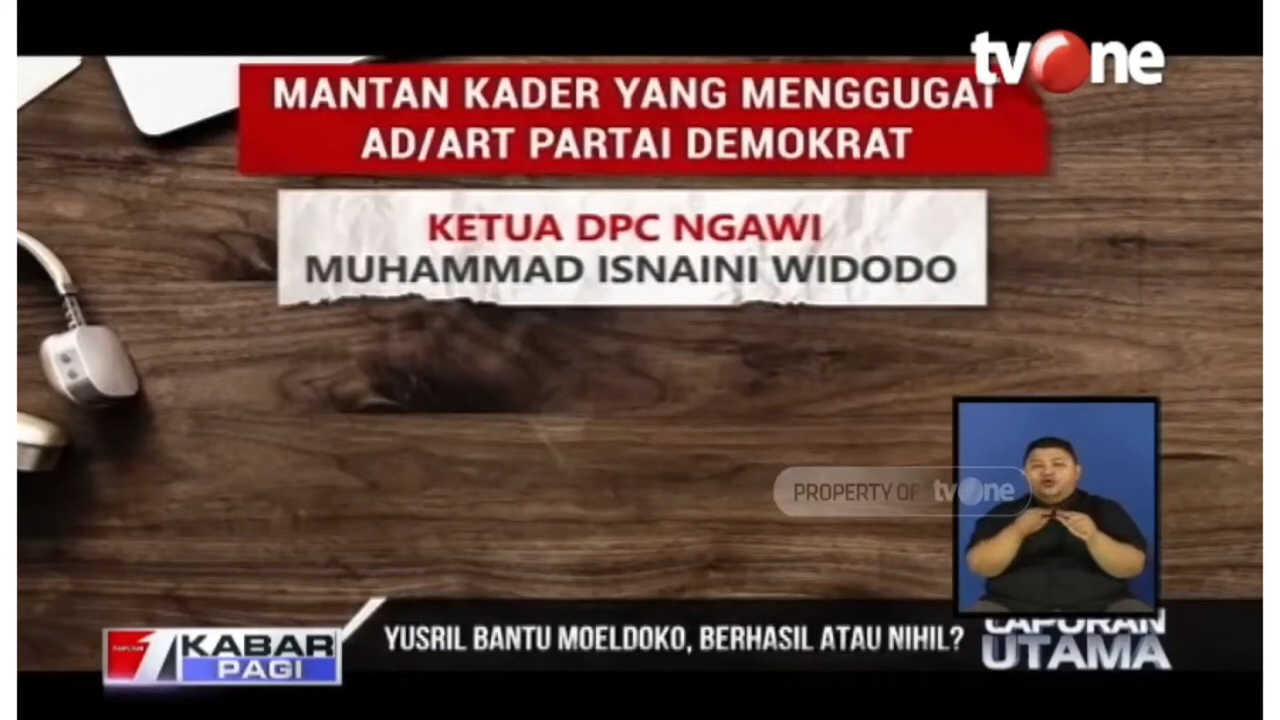 tvOne
MANTAN KADER YANG MENGGUGAT
AD/ART PARTAI DEMOKRAT
KETUA DPC NGAWI
MUHAMMAD ISNAINI WIDODO
PROPERTY OF tvOne
KABAR
PAGI
YUSRIL BANTU MOELDOKO, BERHASIL ATAU NIHIL?
LAPORAN
UTAMA